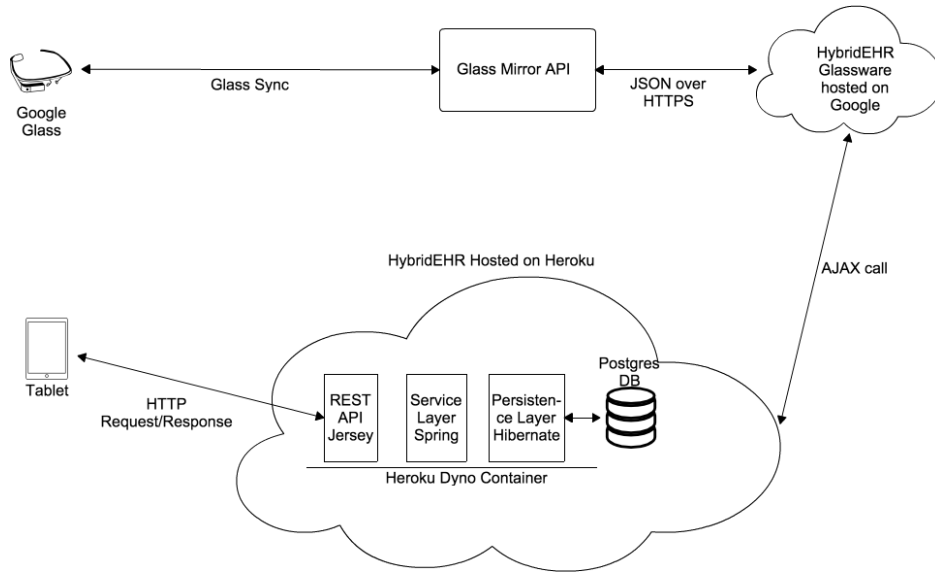 Google
Glass
Glass Sync
Glass Mirror API
JSON over
HTTPS
HybridEHR
Glassware
hosted on
Google
AJAX call
HybridEHR Hosted on Heroku
Tablet
HTTP
Request/Response
REST
API
Jersey
Service
Layer
Spring
Persisten-
ce Layer
Hibernate
Postgres
DB
Heroku Dyno Container